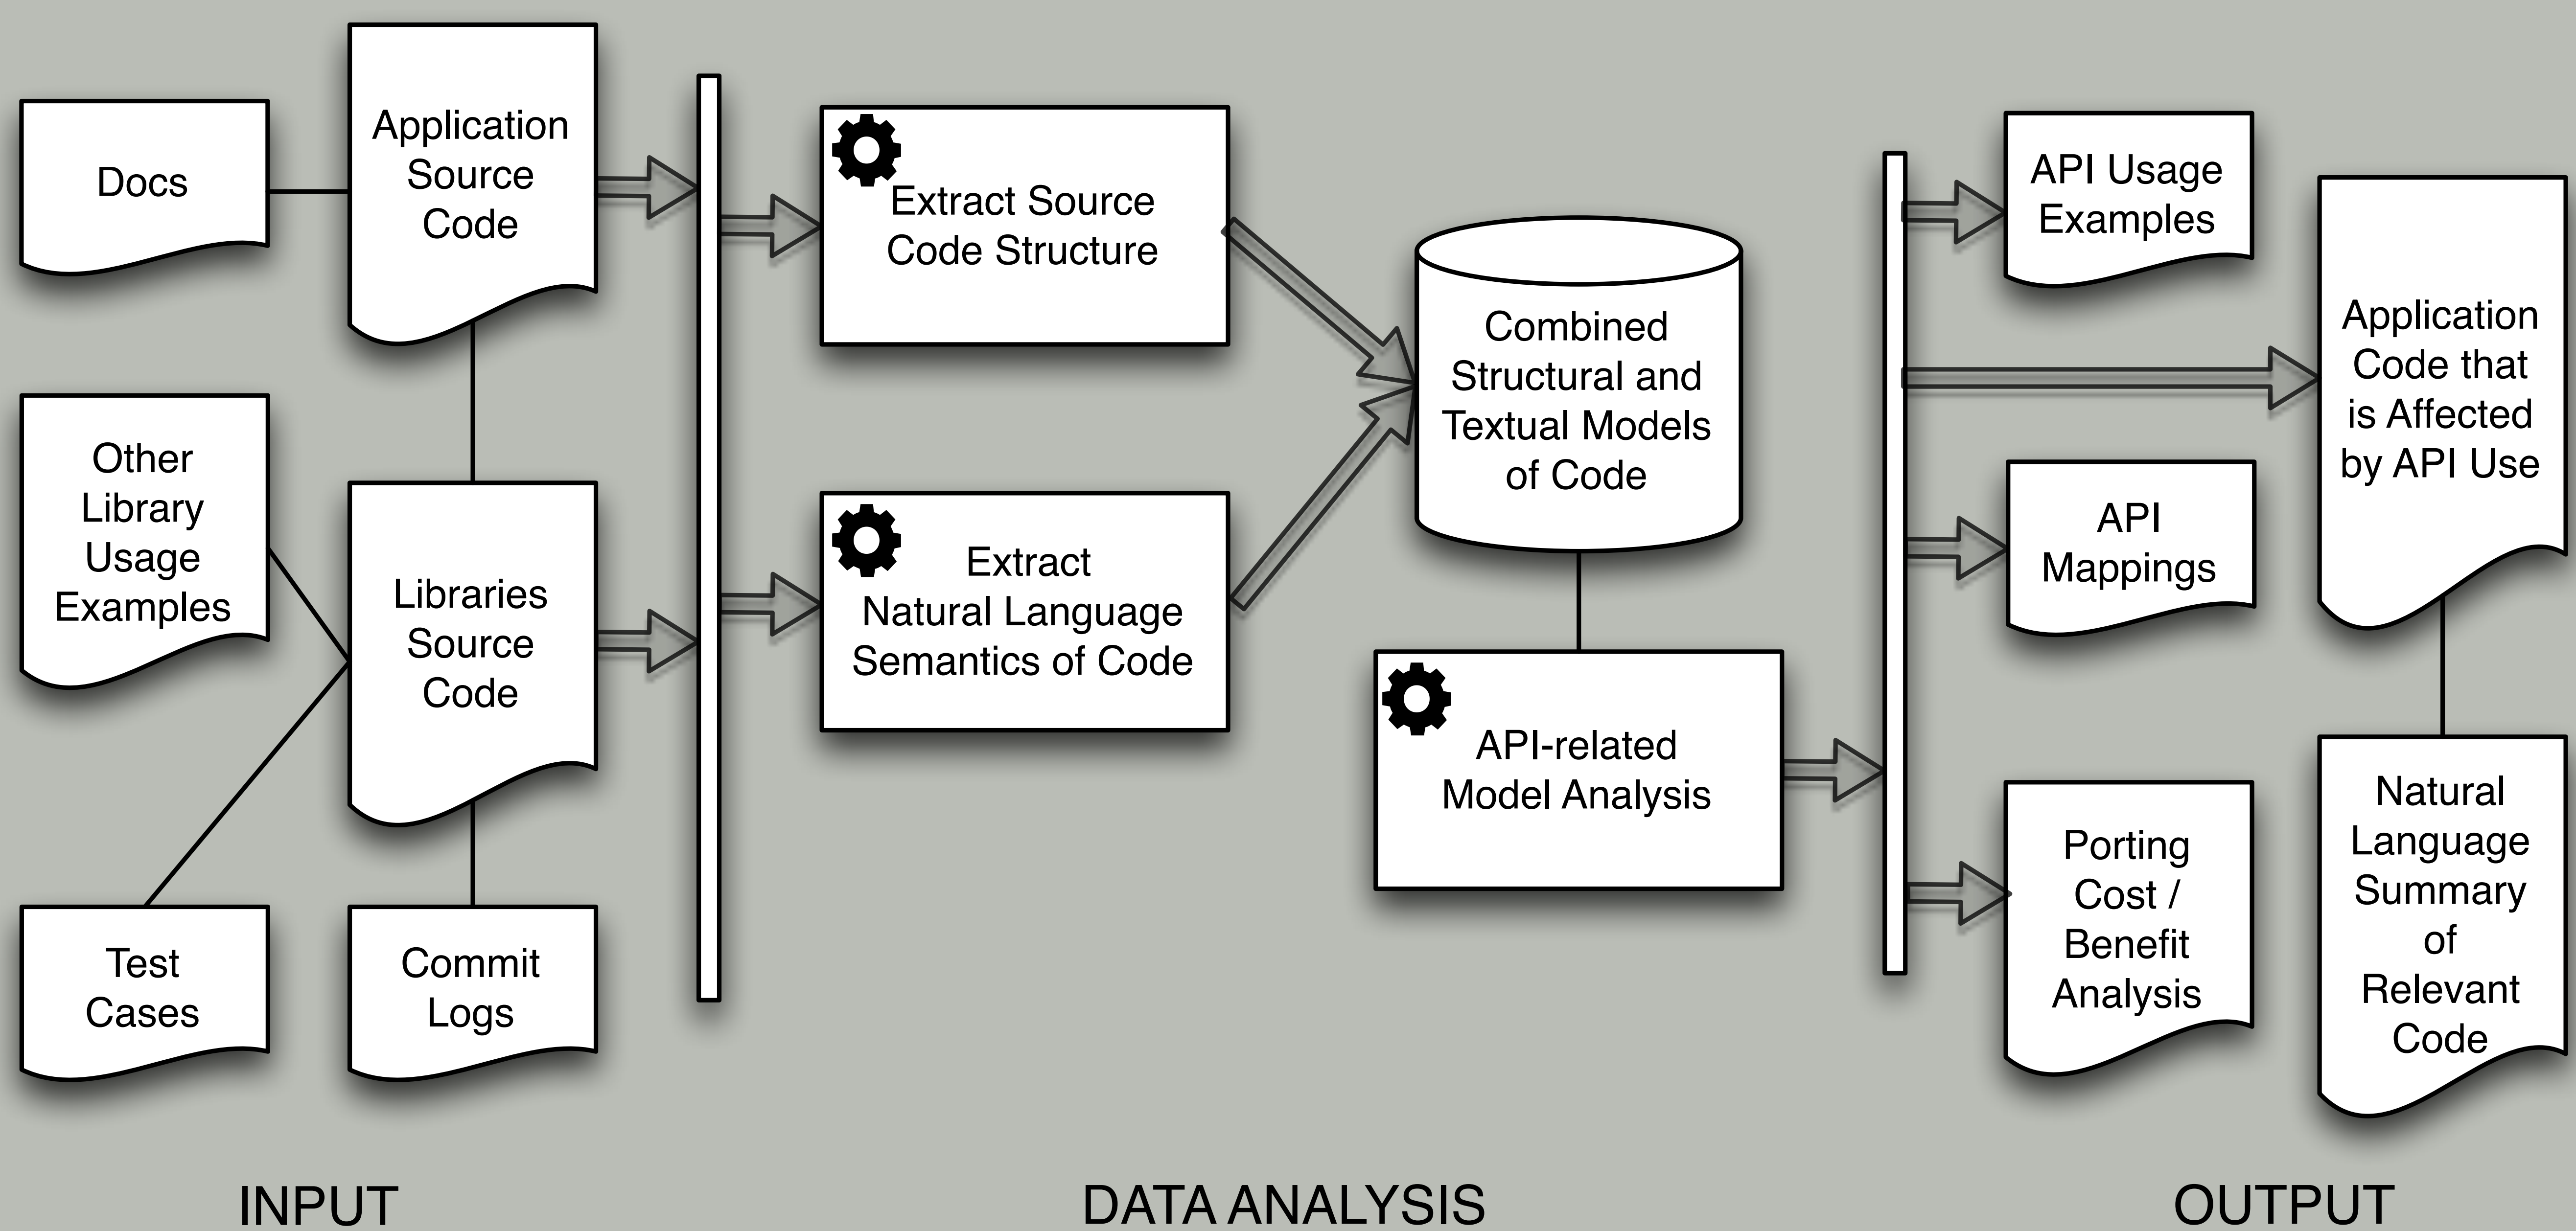 Docs
Application
Source
Code
Other
Library
Usage
Examples
Libraries
Source
Code
Test
Cases
Commit
Logs
Extract Source
Code Structure
Extract
Natural Language
Semantics of Code
Combined
Structural and
Textual Models
of Code
API-related
Model Analysis
API Usage
Examples
Application
Code that
is Affected
by API Use
API
Mappings
Porting
Cost /
Benefit
Analysis
Natural
Language
Summary
of
Relevant
Code
INPUT
DATA ANALYSIS
OUTPUT